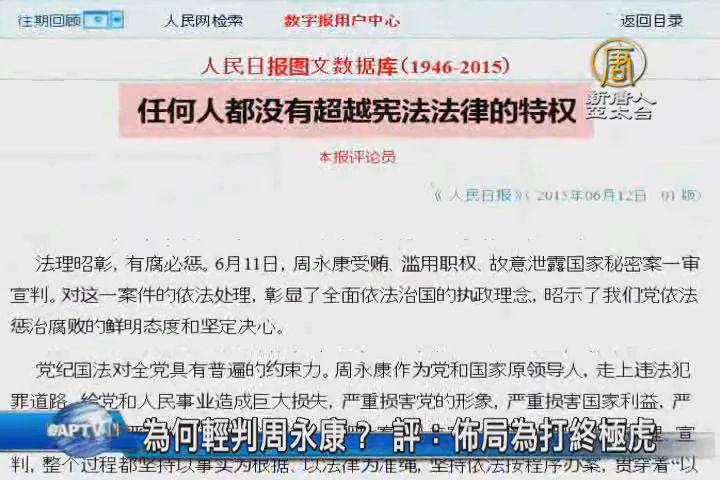 往期回顾 人民网检索 数字报用户中心 返回目录
人民日报图文数据库(1946-2015)
新唐人
亚太台
任何人都没有超越宪法法律的特权
本报评论员
《 人民日报 》( 2015年06月12日 01 版)
法理昭彰，有腐必惩。6月11日，周永康受贿、滥用职权、故意泄露国家秘密案一审
宣判。对这一案件的依法处理，彰显了全面依法治国的执政理念，昭示了我们党依法
惩治腐败的鲜明态度和坚定决心。
党纪国法对全党具有普遍的约束力。周永康作为党和国家原领导人，走上违法犯
罪道路，给党和人民事业造成巨大损失，严重损害党的形象，严重损害国家利益，严
APTV 為何輕判周永康？ 評：佈局為打終極虎
判，整个过程都坚持以事实为根据、以法律为准绳，坚持依法按程序办案，贯穿着“以